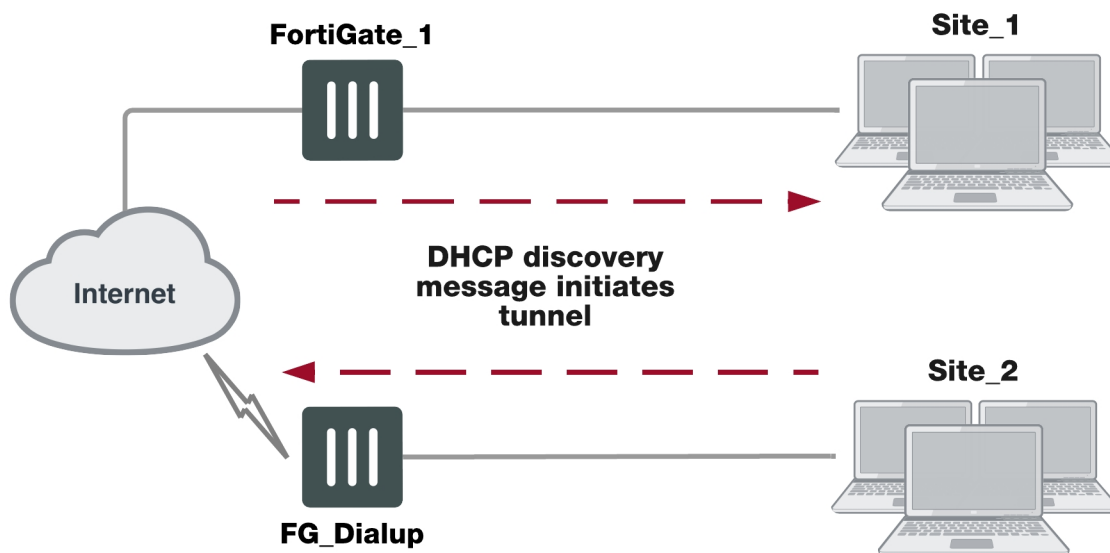 FortiGate_1
Site_1
DHCP discovery
message initiates
tunnel
Internet
Site_2
FG_Dialup